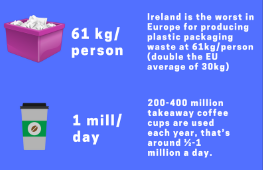 61 kg/
person
Ireland is the worst in
Europe for producing
plastic packaging
waste at 61kg/person
(double the EU
average of 30kg)
1 mill/
day
200-400 million
takeaway coffee
cups are used
each year, that's
around ½-1
million a day.